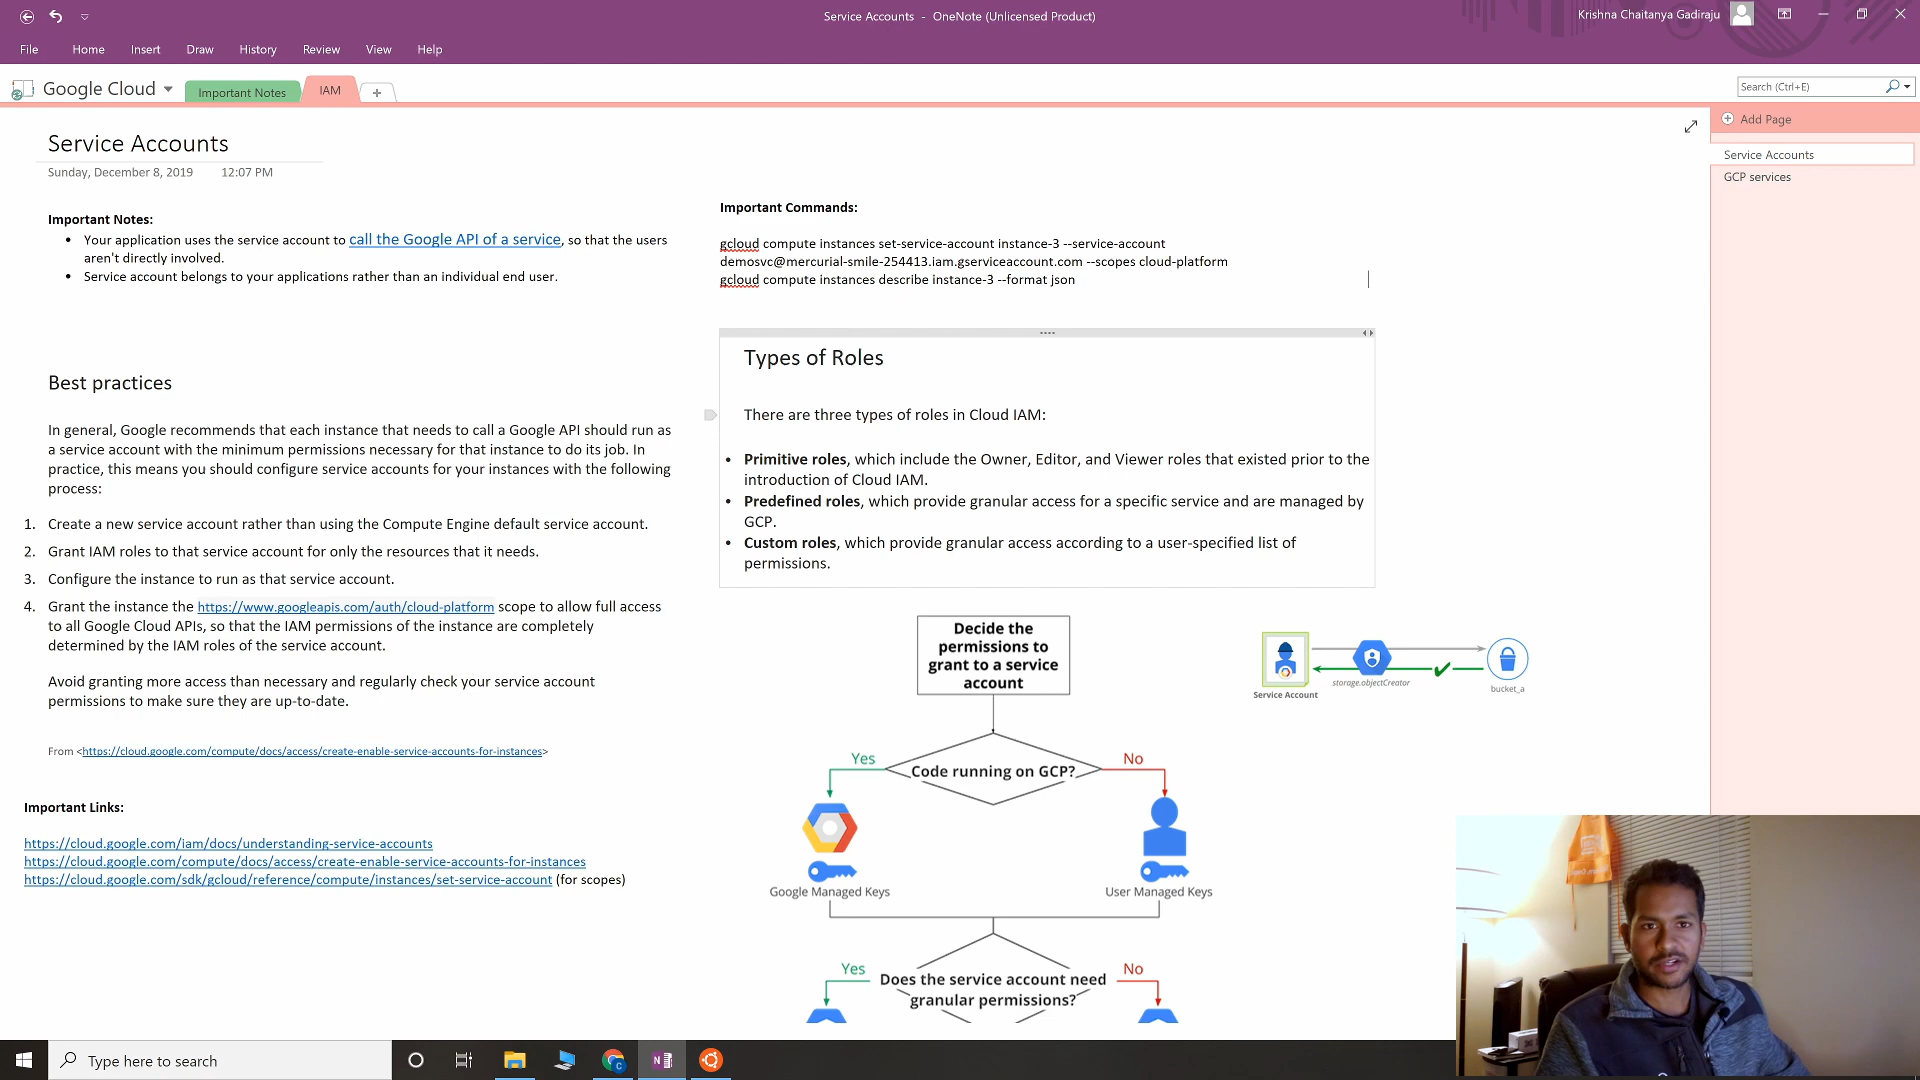 Service Accounts - OneNote (Unlicensed Product)
Krishna Chaitanya Gadiraju
File Home Insert Draw History Review View Help
Google Cloud
Important Notes
IAM
Search (Ctrl+E)
Add Page
Service Accounts
GCP services
Service Accounts
Sunday, December 8, 2019 12:07 PM
Important Notes:
• Your application uses the service account to call the Google API of a service, so that the users
aren't directly involved.
• Service account belongs to your applications rather than an individual end user.
Best practices
In general, Google recommends that each instance that needs to call a Google API should run as
a service account with the minimum permissions necessary for that instance to do its job. In
practice, this means you should configure service accounts for your instances with the following
process:
1. Create a new service account rather than using the Compute Engine default service account.
2. Grant IAM roles to that service account for only the resources that it needs.
3. Configure the instance to run as that service account.
4. Grant the instance the https://www.googleapis.com/auth/cloud-platform scope to allow full access
to all Google Cloud APIs, so that the IAM permissions of the instance are completely
determined by the IAM roles of the service account.
Avoid granting more access than necessary and regularly check your service account
permissions to make sure they are up-to-date.
From <https://cloud.google.com/compute/docs/access/create-enable-service-accounts-for-instances>
Important Links:
https://cloud.google.com/iam/docs/understanding-service-accounts
https://cloud.google.com/compute/docs/access/create-enable-service-accounts-for-instances
https://cloud.google.com/sdk/gcloud/reference/compute/instances/set-service-account (for scopes)
Important Commands:
gcloud compute instances set-service-account instance-3 --service-account
demosvc@mercurial-smile-254413.iam.gserviceaccount.com --scopes cloud-platform
gcloud compute instances describe instance-3 --format json
Types of Roles
There are three types of roles in Cloud IAM:
• Primitive roles, which include the Owner, Editor, and Viewer roles that existed prior to the
introduction of Cloud IAM.
• Predefined roles, which provide granular access for a specific service and are managed by
GCP.
• Custom roles, which provide granular access according to a user-specified list of
permissions.
Decide the
permissions to
grant to a service
account
Yes
Code running on GCP?
No
Google Managed Keys
User Managed Keys
Yes
Does the service account need
granular permissions?
No
Service Account
storage.objectCreator
bucket_a
Type here to search